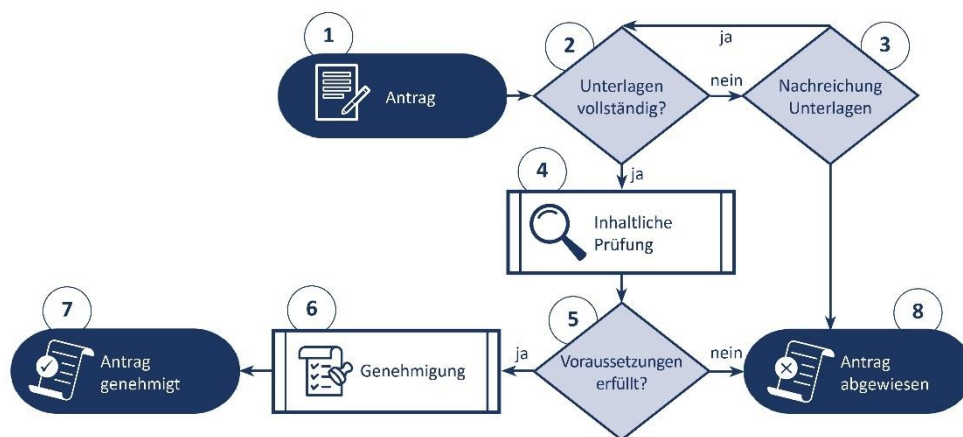 1
Antrag
2
Unterlagen
vollständig?
nein
ja
3
Nachreichung
Unterlagen
ja
4
Inhaltliche
Prüfung
5
Voraussetzungen
erfüllt?
ja
nein
6
Genehmigung
7
Antrag
genehmigt
8
Antrag
abgewiesen